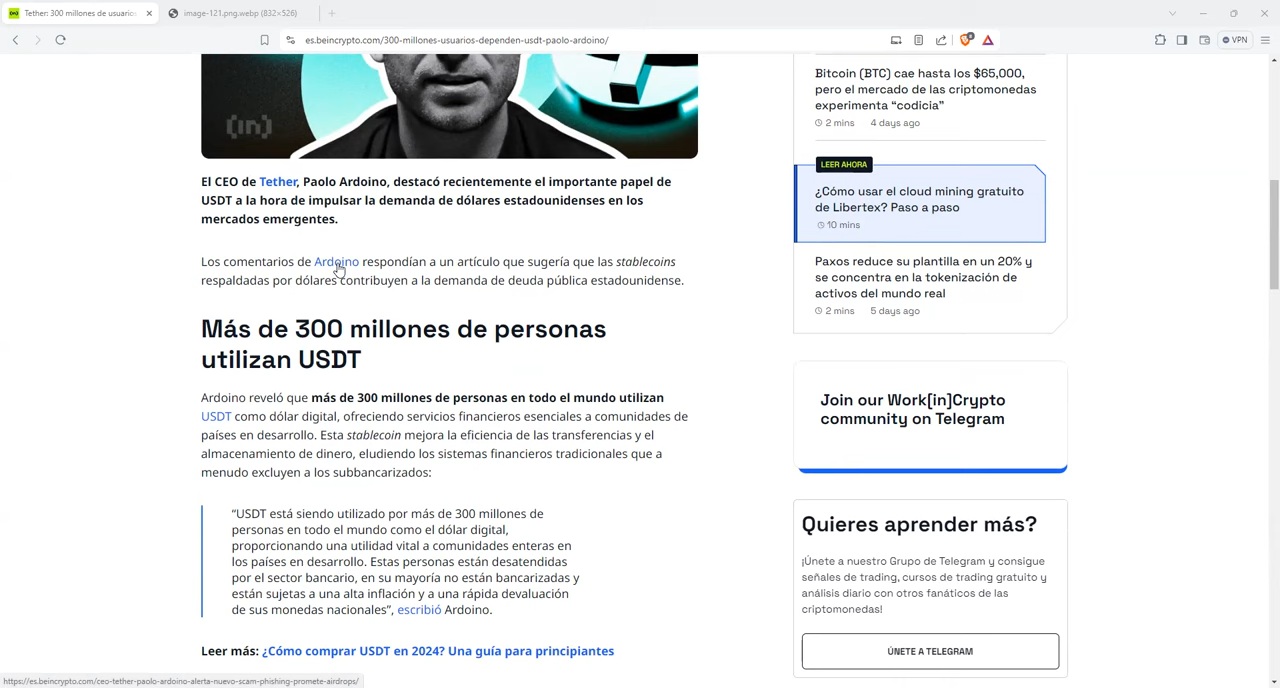 Tether: 300 millones de usuarios
image-121.png.webp (832×526)
es.beincrypto.com/300-millones-usuarios-dependen-usdt-paolo-ardoino/
VPN
[in]
El CEO de Tether, Paolo Ardoino, destacó recientemente el importante papel de
USDT a la hora de impulsar la demanda de dólares estadounidenses en los
mercados emergentes.
Los comentarios de Ardoino respondían a un artículo que sugería que las stablecoins
respaldadas por dólares contribuyen a la demanda de deuda pública estadounidense.
Más de 300 millones de personas
utilizan USDT
Ardoino reveló que más de 300 millones de personas en todo el mundo utilizan
USDT como dólar digital, ofreciendo servicios financieros esenciales a comunidades de
países en desarrollo. Esta stablecoin mejora la eficiencia de las transferencias y el
almacenamiento de dinero, eludiendo los sistemas financieros tradicionales que a
menudo excluyen a los subbancarizados:
“USDT está siendo utilizado por más de 300 millones de
personas en todo el mundo como el dólar digital,
proporcionando una utilidad vital a comunidades enteras en
los países en desarrollo. Estas personas están desatendidas
por el sector bancario, en su mayoría no están bancarizadas y
están sujetas a una alta inflación y a una rápida devaluación
de sus monedas nacionales”, escribió Ardoino.
Leer más: ¿Cómo comprar USDT en 2024? Una guía para principiantes
Bitcoin (BTC) cae hasta los $65,000,
pero el mercado de las criptomonedas
experimenta “codicia”
2 mins 4 days ago
LEER AHORA
¿Cómo usar el cloud mining gratuito
de Libertex? Paso a paso
10 mins
Paxos reduce su plantilla en un 20% y
se concentra en la tokenización de
activos del mundo real
2 mins 5 days ago
Join our Work[in]Crypto
community on Telegram
Quieres aprender más?
¡Únete a nuestro Grupo de Telegram y consigue
señales de trading, cursos de trading gratuito y
análisis diario con otros fanáticos de las
criptomonedas!
ÚNETE A TELEGRAM
https://es.beincrypto.com/ceo-tether-paolo-ardoino-alerta-nuevo-scam-phishing-promete-airdrops/